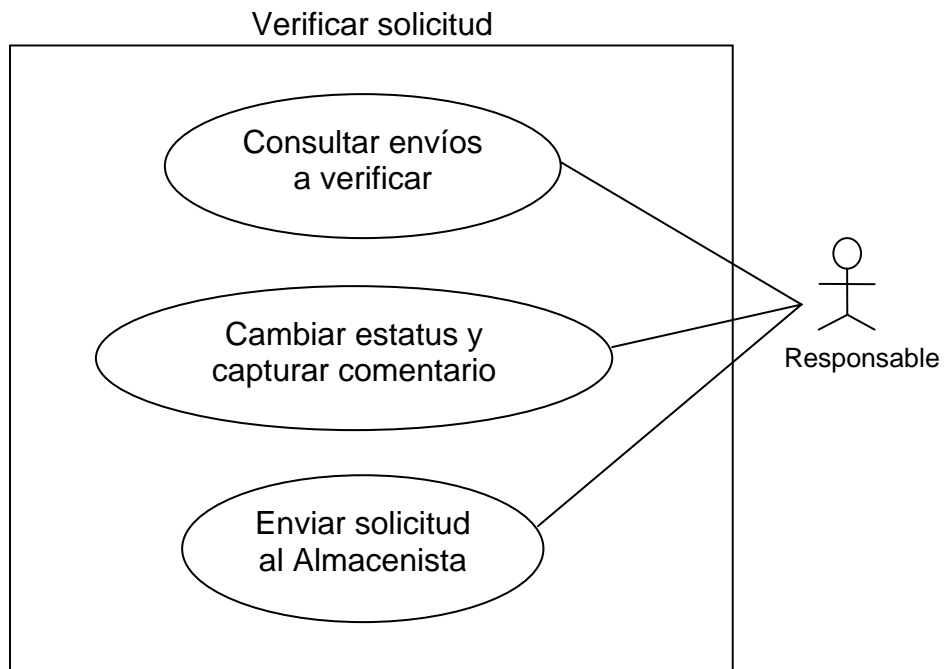 Verificar solicitud
Consultar envíos
a verificar
Cambiar estatus y
capturar comentario
Responsable
Enviar solicitud
al Almacenista